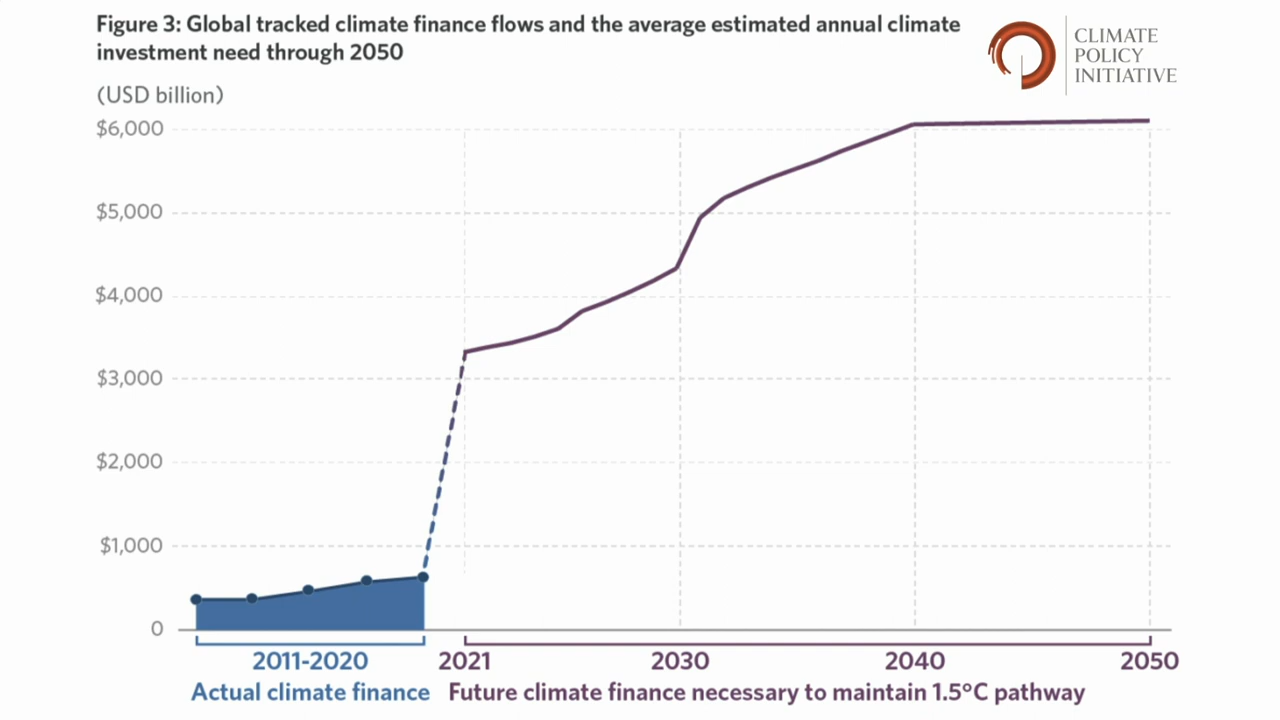 Figure 3: Global tracked climate finance flows and the average estimated annual climate
investment need through 2050
CLIMATE
POLICY
INITIATIVE
(USD billion)
$6,000
$5,000
$4,000
$3,000
$2,000
$1,000
0
2011-2020 2021 2030 2040 2050
Actual climate finance Future climate finance necessary to maintain 1.5°C pathway